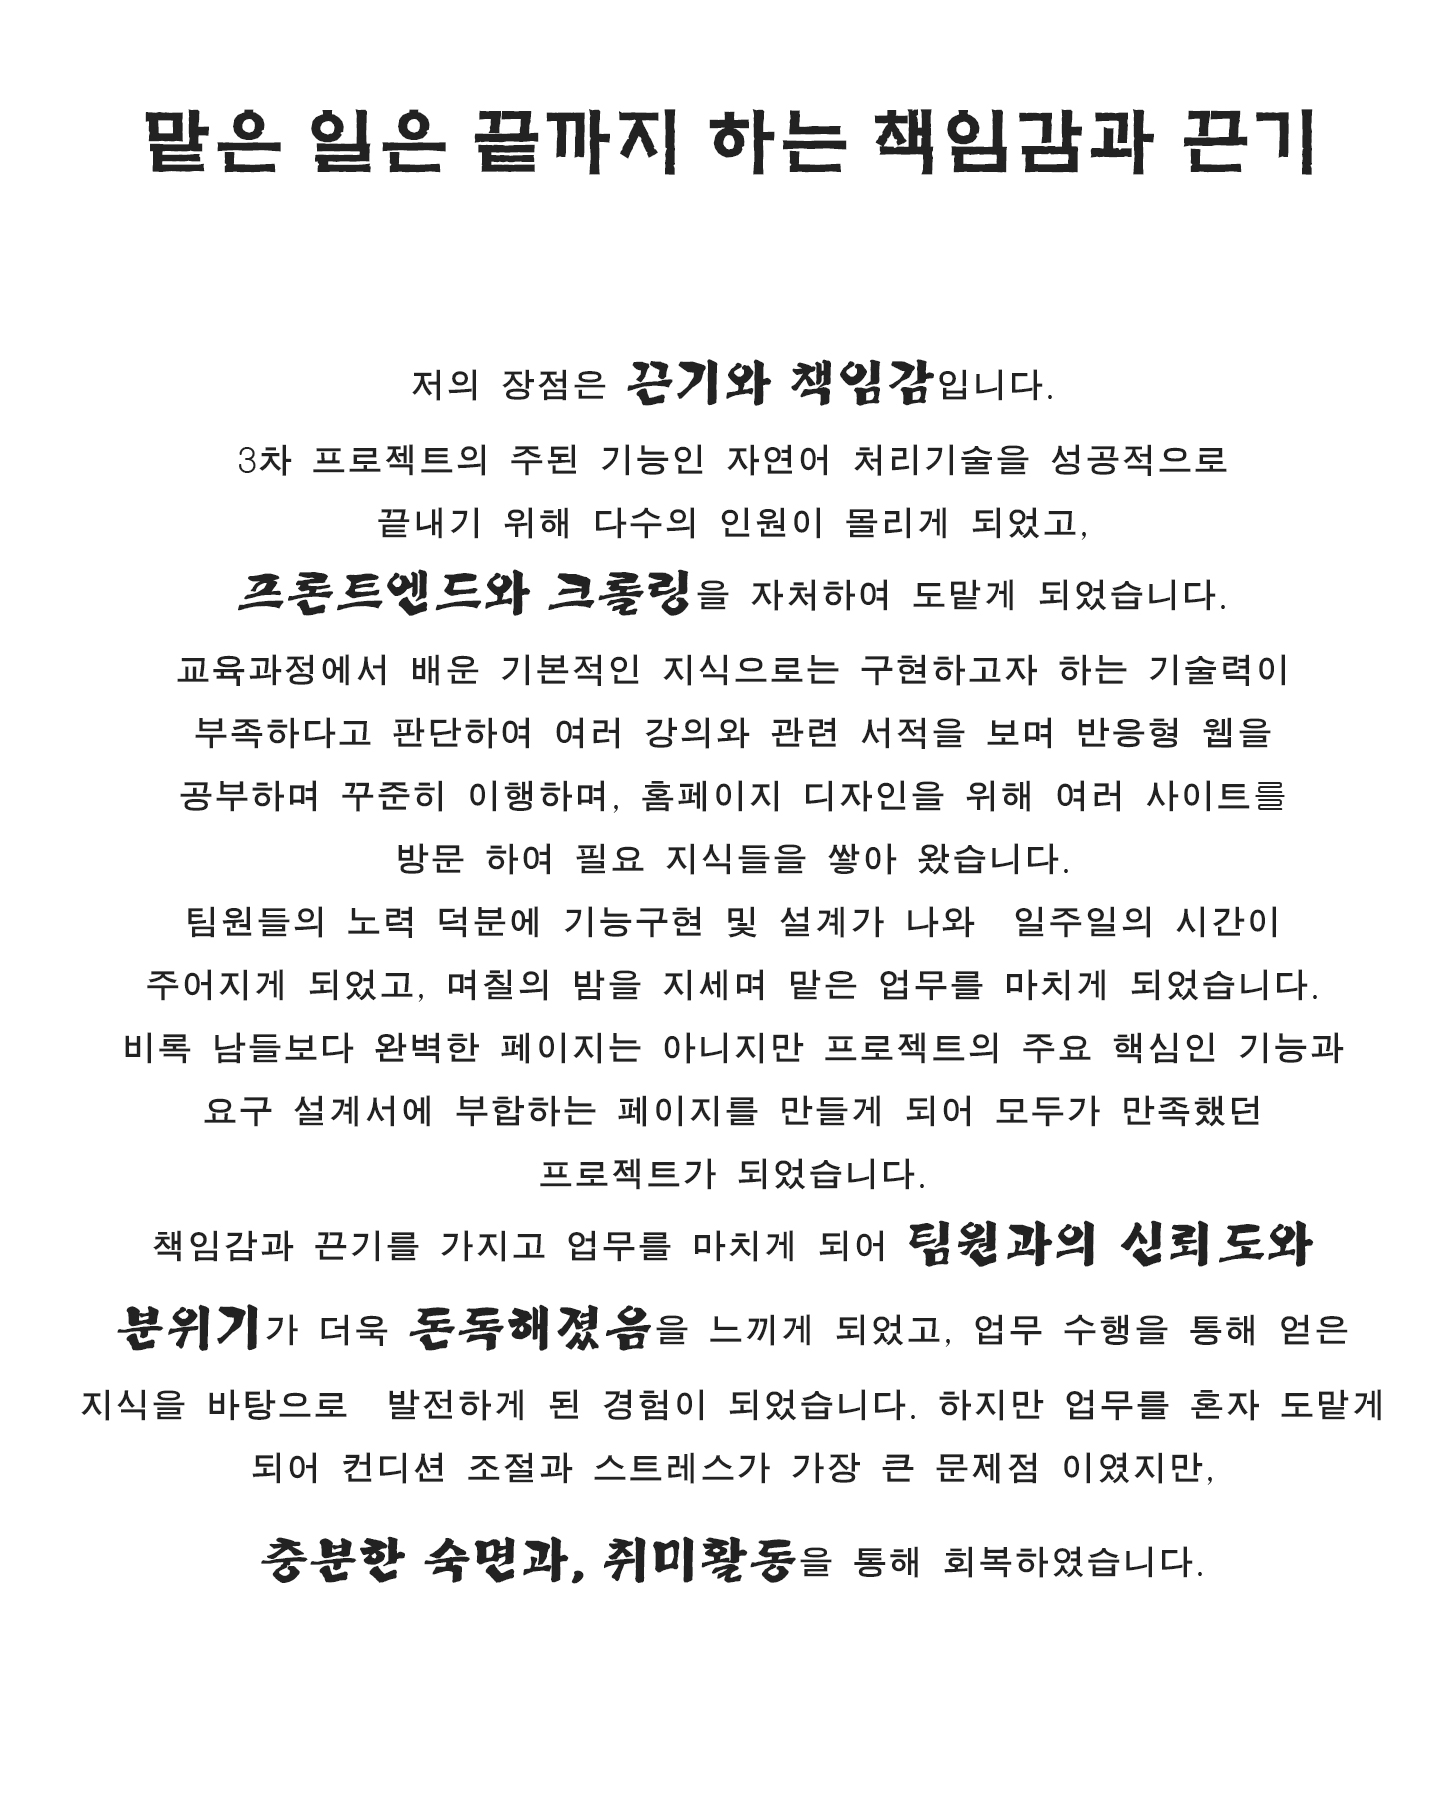 맡은 일은 끝까지 하는 책임감과 끈기
저의 장점은 끈기와 책임감입니다.
3차 프로젝트의 주된 기능인 자연어 처리기술을 성공적으로
끝내기 위해 다수의 인원이 몰리게 되었고,
프론트엔드와 크롤링을 자처하여 도맡게 되었습니다.
교육과정에서 배운 기본적인 지식으로는 구현하고자 하는 기술력이
부족하다고 판단하여 여러 강의와 관련 서적을 보며 반응형 웹을
공부하며 꾸준히 이행하며, 홈페이지 디자인을 위해 여러 사이트를
방문 하여 필요 지식들을 쌓아 왔습니다.
팀원들의 노력 덕분에 기능구현 및 설계가 나와  일주일의 시간이
주어지게 되었고, 며칠의 밤을 지세며 맡은 업무를 마치게 되었습니다.
비록 남들보다 완벽한 페이지는 아니지만 프로젝트의 주요 핵심인 기능과
요구 설계서에 부합하는 페이지를 만들게 되어 모두가 만족했던
프로젝트가 되었습니다.
책임감과 끈기를 가지고 업무를 마치게 되어 팀원과의 신뢰도와
분위기가 더욱 돈독해졌음을 느끼게 되었고, 업무 수행을 통해 얻은
지식을 바탕으로  발전하게 된 경험이 되었습니다. 하지만 업무를 혼자 도맡게
되어 컨디션 조절과 스트레스가 가장 큰 문제점 이였지만,
충분한 숙면과, 취미활동을 통해 회복하였습니다.